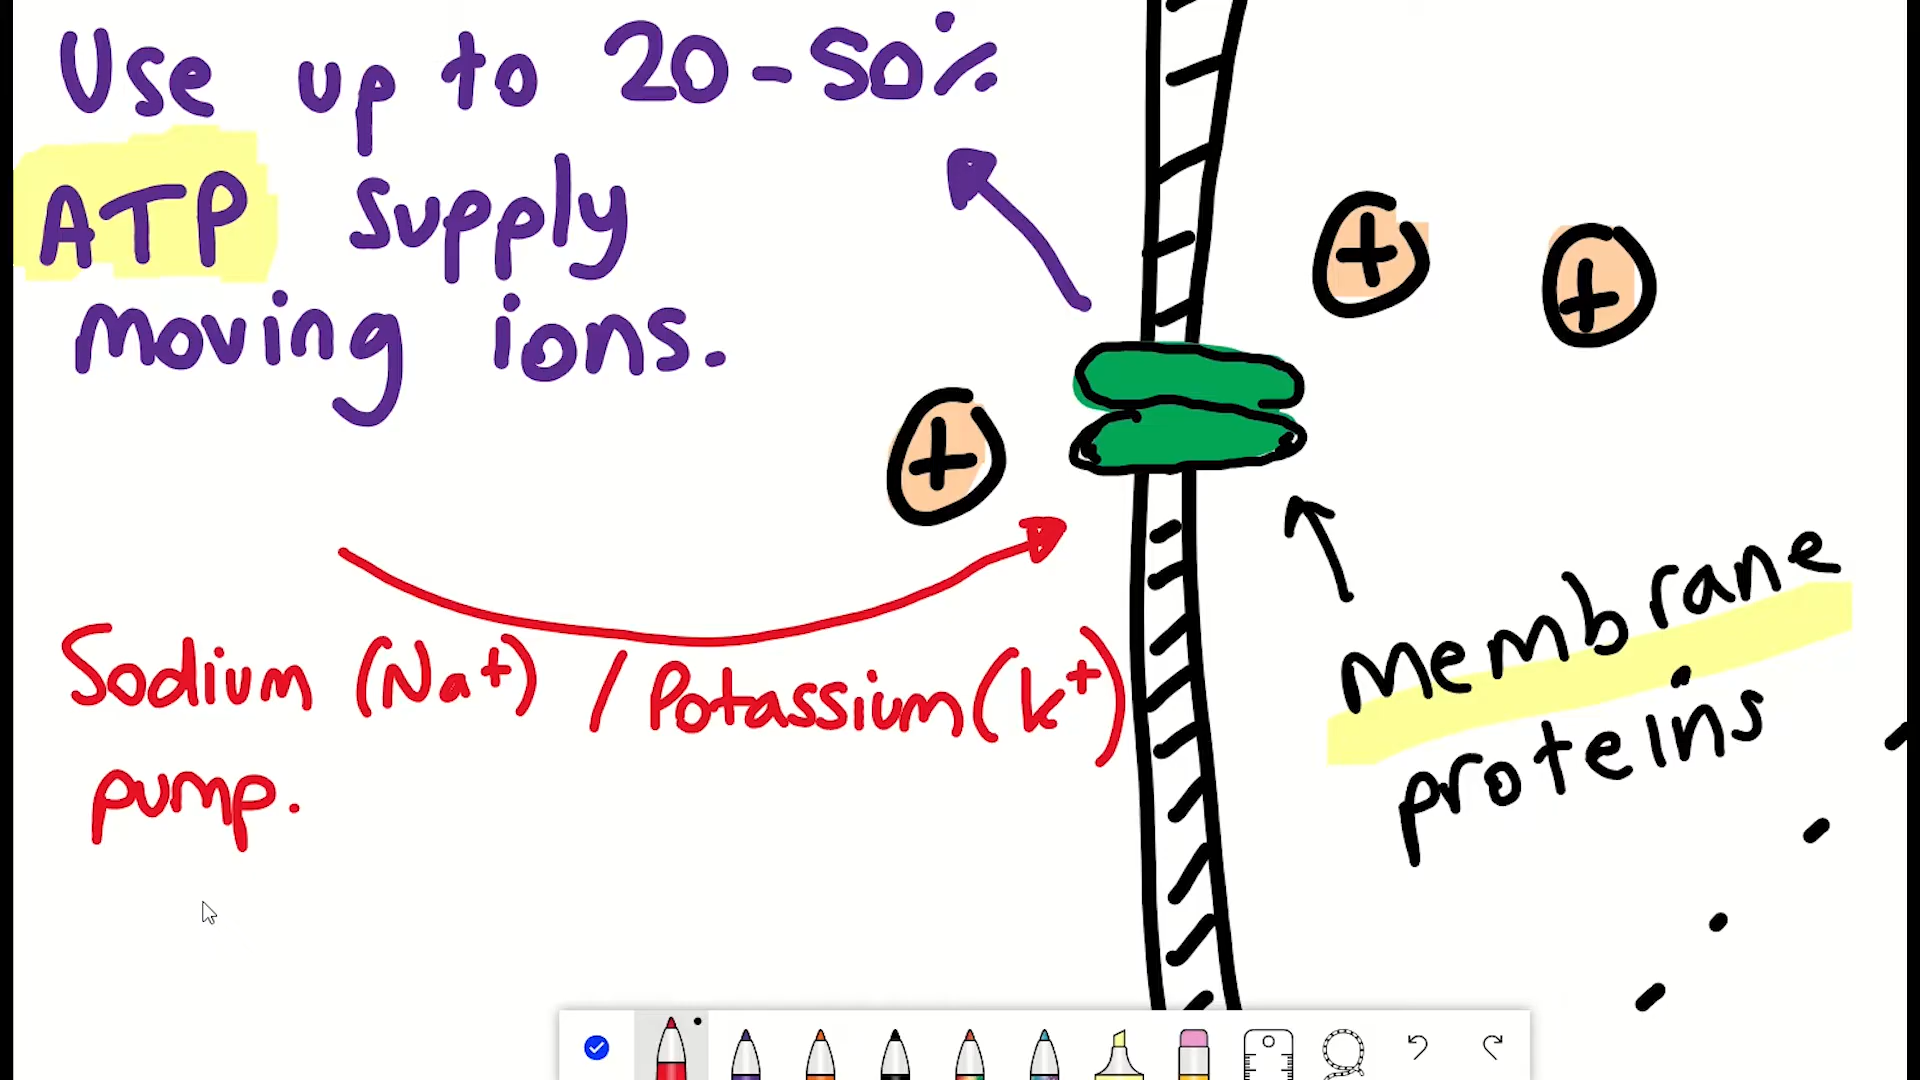 Use up to 20-50%
ATP supply
moving ions.
+
+
+
Sodium (Na+) / Potassium (k+)
pump.
membrane
proteins